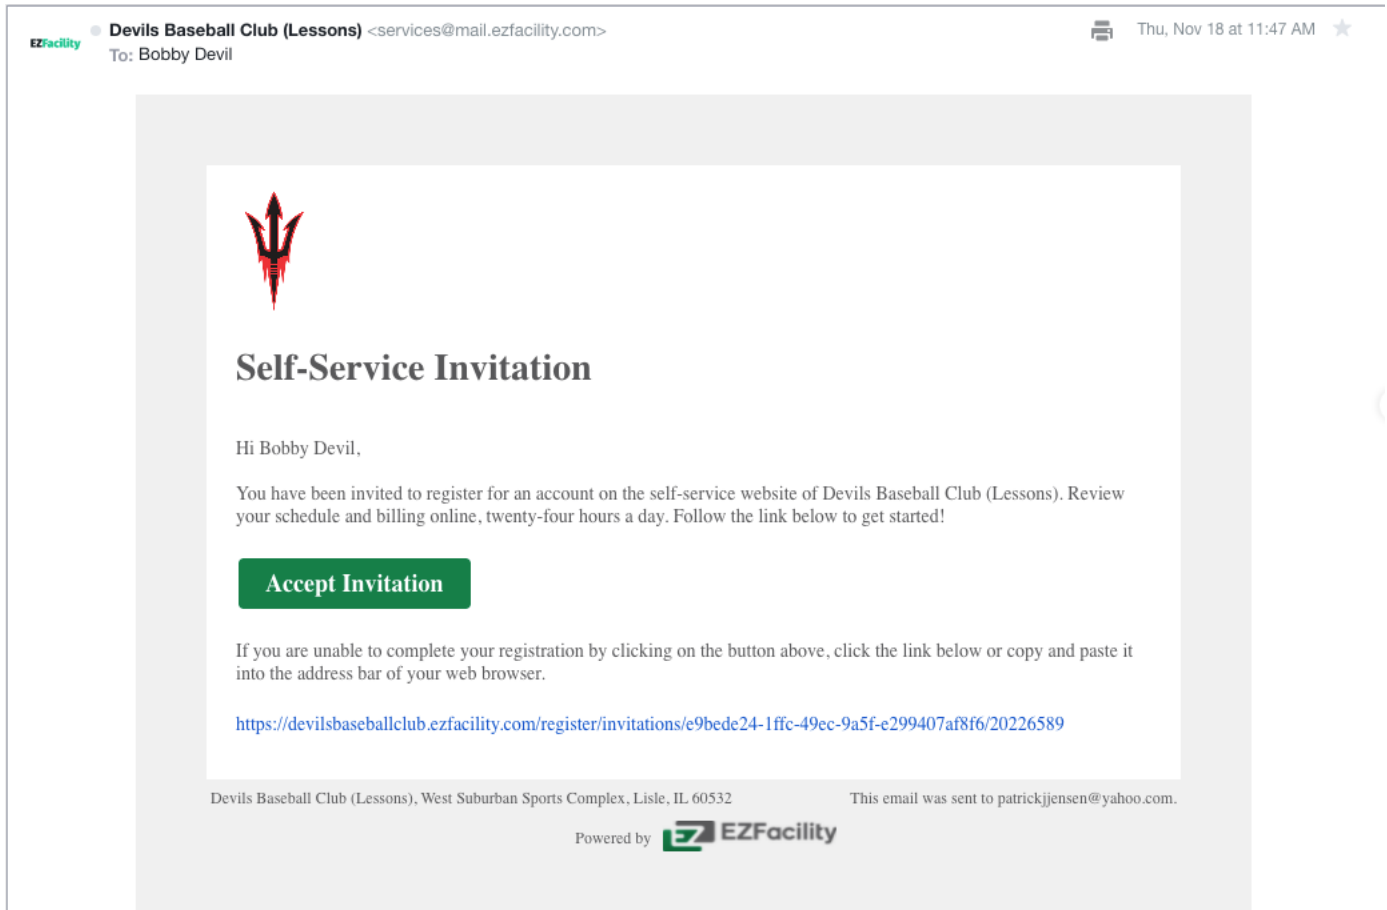 EZFacility
Devils Baseball Club (Lessons) <services@mail.ezfacility.com>
Thu, Nov 18 at 11:47 AM
To: Bobby Devil
Self-Service Invitation
Hi Bobby Devil,
You have been invited to register for an account on the self-service website of Devils Baseball Club (Lessons). Review
your schedule and billing online, twenty-four hours a day. Follow the link below to get started!
Accept Invitation
If you are unable to complete your registration by clicking on the button above, click the link below or copy and paste it
into the address bar of your web browser.
https://devilsbaseballclub.ezfacility.com/register/invitations/e9bede24-1ffc-49ec-9a5f-e299407af8f6/20226589
Devils Baseball Club (Lessons), West Suburban Sports Complex, Lisle, IL 60532
This email was sent to patrickjjensen@yahoo.com.
Powered by EZ EZFacility